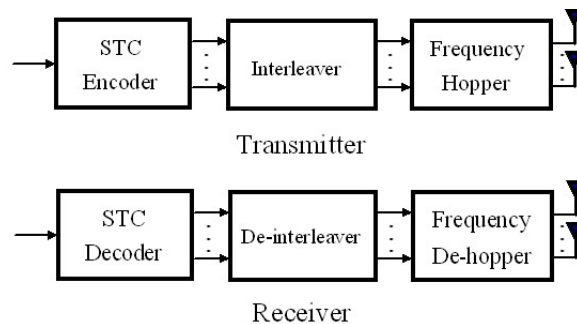 STC
Encoder
Interleaver
Frequency
Hopper
Transmitter
STC
Decoder
De-interleaver
Frequency
De-hopper
Receiver